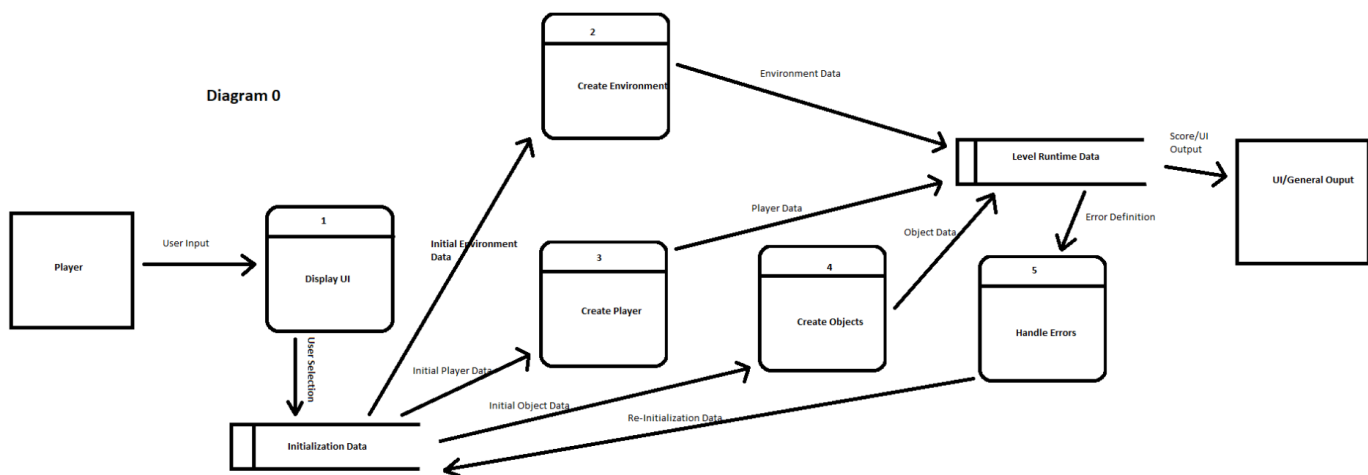 2
Create Environment
Environment Data
Diagram 0
Score/UI
Output
Level Runtime Data
UI/General Ouput
Player Data
1
User Input
Error Definition
Object Data
Initial Environment
Data
3
4
5
Player
Display UI
Create Player
Create Objects
Handle Errors
User Selection
Initial Player Data
Initial Object Data
Re-Initialization Data
Initialization Data